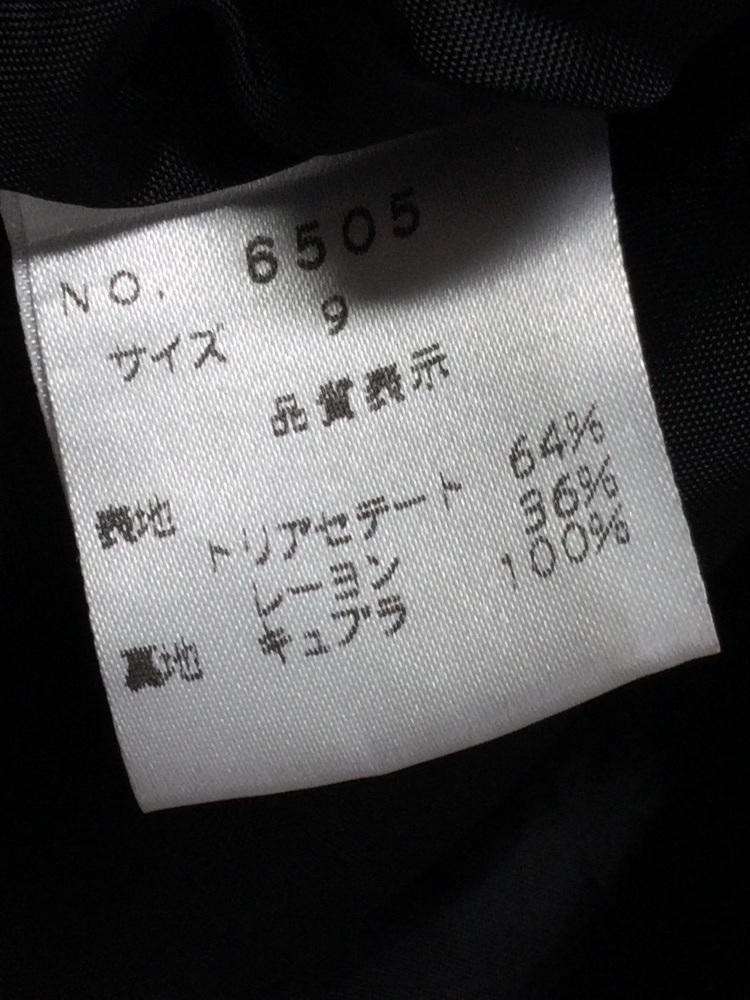 NO. 6505
サイズ 9
品質表示
表地 トリアセテート 64%
レーヨン 36%
裏地 キュプラ 100%